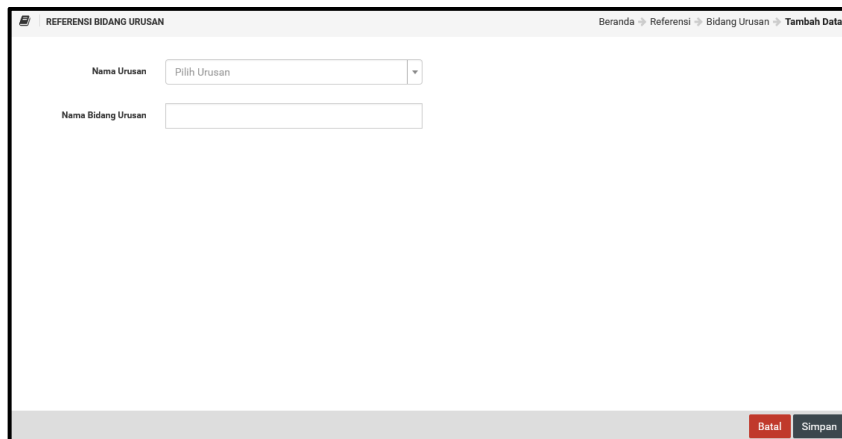 REFERENSI BIDANG URUSAN
Beranda Referensi Bidang Urusan Tambah Data
Nama Urusan Pilih Urusan
Nama Bidang Urusan
Batal Simpan